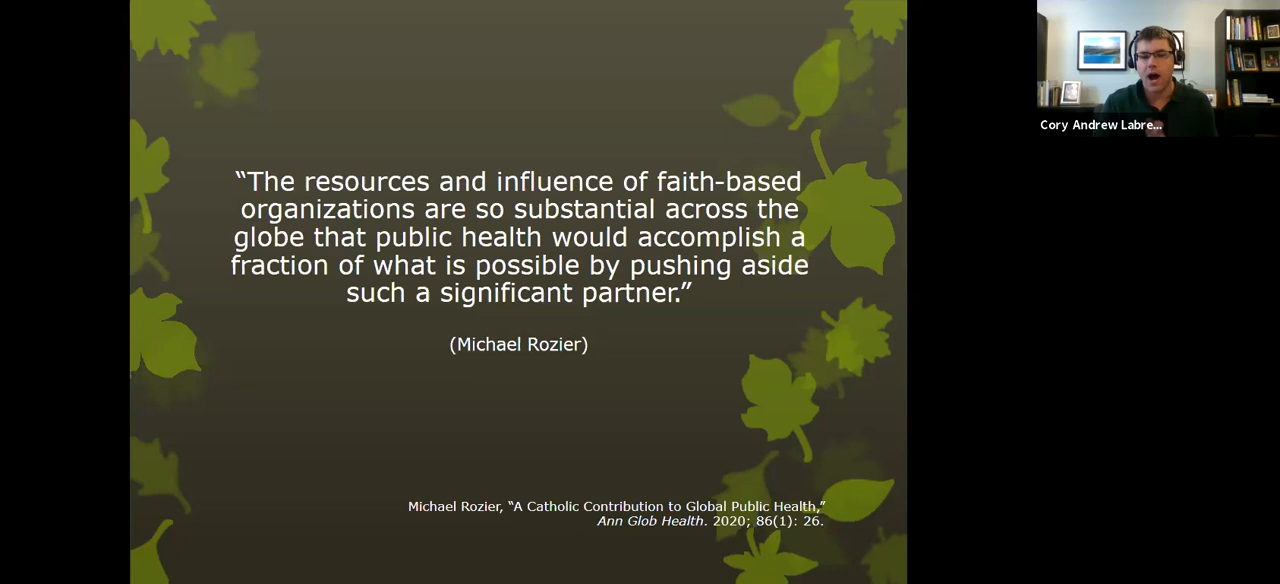 “The resources and influence of faith-based
organizations are so substantial across the
globe that public health would accomplish a
fraction of what is possible by pushing aside
such a significant partner.”
(Michael Rozier)
Michael Rozier, “A Catholic Contribution to Global Public Health,”
Ann Glob Health. 2020; 86(1): 26.
Cory Andrew Labre...